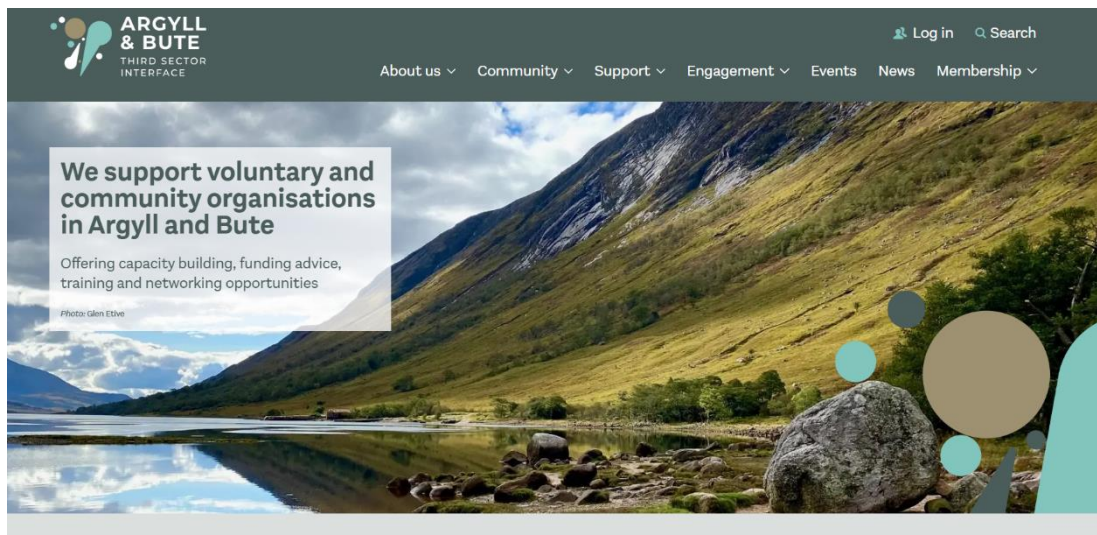 ARGYLL
& BUTE
THIRD SECTOR
INTERFACE
Log in
Search
About us
Community
Support
Engagement
Events
News
Membership
We support voluntary and
community organisations
in Argyll and Bute
Offering capacity building, funding advice,
training and networking opportunities
Photo: Glen Etive